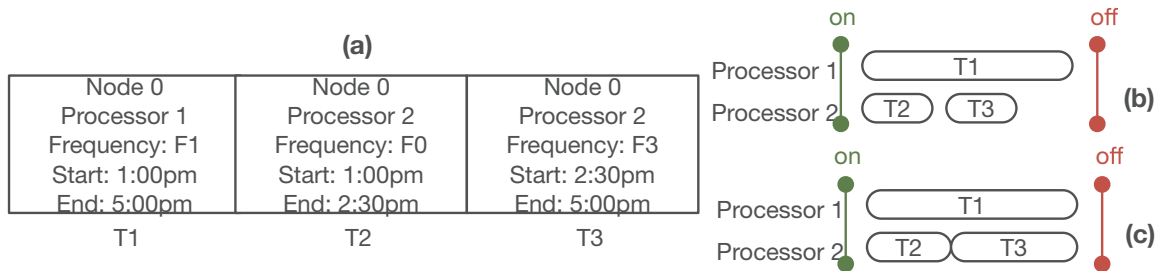 (a)
Node 0
Processor 1
Frequency: F1
Start: 1:00pm
End: 5:00pm
T1
Node 0
Processor 2
Frequency: F0
Start: 1:00pm
End: 2:30pm
T2
Node 0
Processor 2
Frequency: F3
Start: 2:30pm
End: 5:00pm
T3
on
off
Processor 1
T1
Processor 2
T2
T3
(b)
on
off
Processor 1
T1
Processor 2
T2
T3
(c)